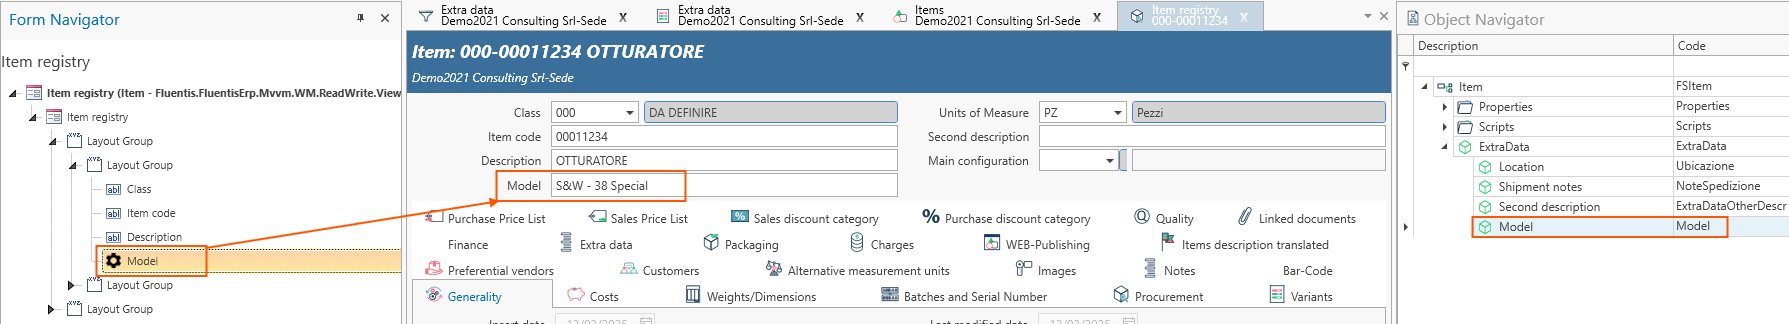 Form Navigator
Item registry
Item registry (Item - Fluentis.FluentisErp.Mvvm.WM.ReadWrite.View
Item registry
Layout Group
Layout Group
Class
Item code
Description
Model
Layout Group
Layout Group
Extra data
Demo2021 Consulting Srl-Sede X
Extra data
Demo2021 Consulting Srl-Sede X
Items
Demo2021 Consulting Srl-Sede X
Item registry
000-00011234 X
Item: 000-00011234 OTTURATORE
Demo2021 Consulting Srl-Sede
Class 000 DA DEFINIRE Units of Measure PZ Pezzi
Item code 00011234 Second description
Description OTTURATORE Main configuration
Model S&W - 38 Special
Purchase Price List Sales Price List % Sales discount category % Purchase discount category Quality Linked documents
Finance Extra data Packaging Charges WEB-Publishing Items description translated
Preferential vendors Customers Alternative measurement units Images Notes Bar-Code
Generality Costs Weights/Dimensions Batches and Serial Number Procurement Variants
Insert date 12/03/2025 Last modified date 12/03/2025
Object Navigator
Description Code
Item FSItem
Properties Properties
Scripts Scripts
ExtraData ExtraData
Location Ubicazione
Shipment notes NoteSpedizione
Second description ExtraDataOtherDescr
Model Model